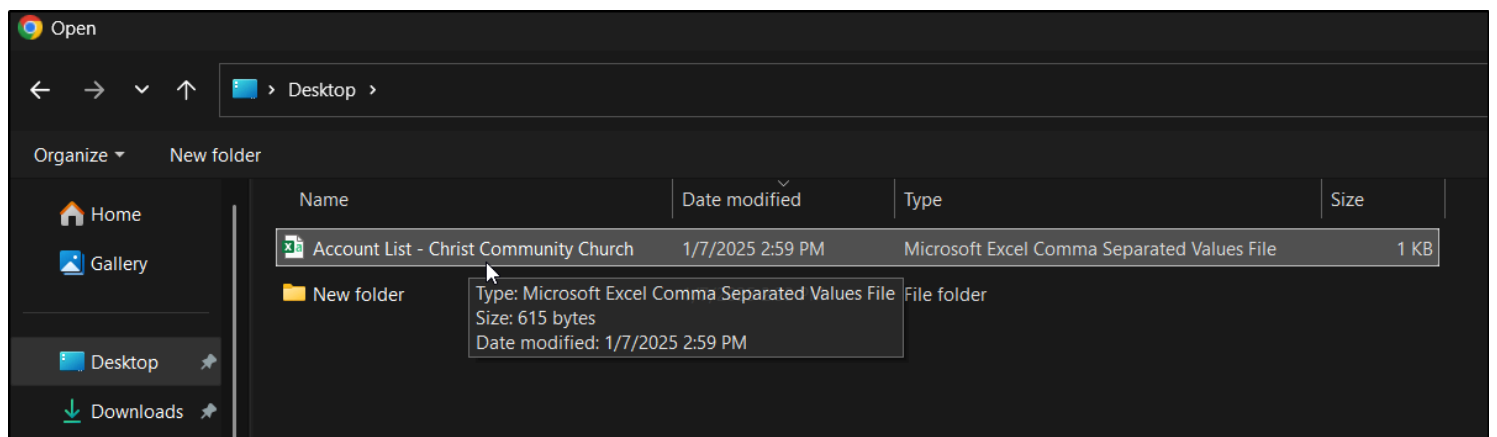 Open
Desktop
Organize New folder
Name Date modified Type Size
Home
Account List - Christ Community Church 1/7/2025 2:59 PM Microsoft Excel Comma Separated Values File 1 KB
Gallery
New folder File folder
Type: Microsoft Excel Comma Separated Values File
Size: 615 bytes
Date modified: 1/7/2025 2:59 PM
Desktop
Downloads